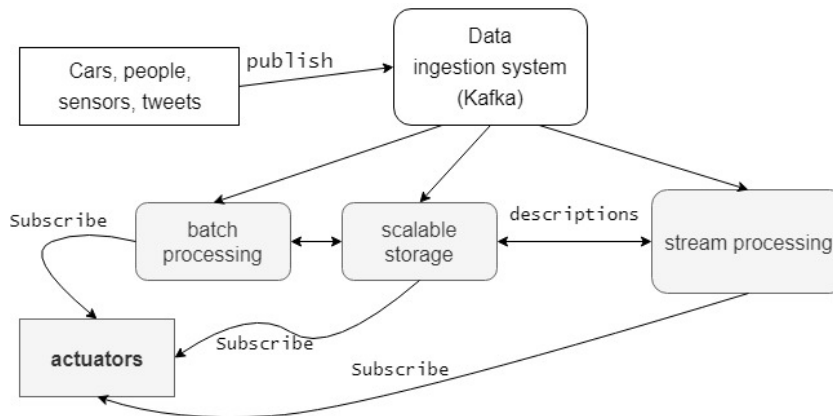 Data
ingestion system
(Kafka)
publish
Cars, people,
sensors, tweets
descriptions
Subscribe
batch
processing
scalable
storage
stream processing
Subscribe
actuators
Subscribe